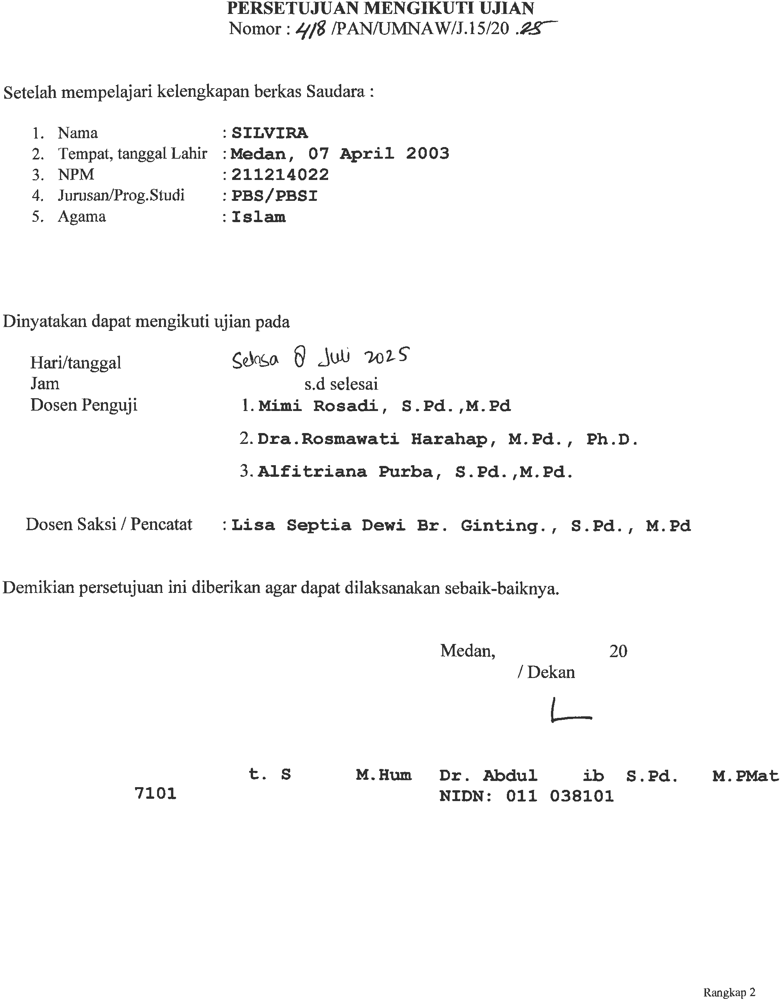 PERSETUJUAN MENGIKUTI UJIAN
Nomor : 418 /PAN/UMNAW/J.15/20 .25
Setelah mempelajari kelengkapan berkas Saudara :
1. Nama : SILVIRA
2. Tempat, tanggal Lahir : Medan, 07 April 2003
3. NPM : 211214022
4. Jurusan/Prog.Studi : PBS/PBSI
5. Agama : Islam
Dinyatakan dapat mengikuti ujian pada
Hari/tanggal Selasa 8 Juli 2025
Jam s.d selesai
Dosen Penguji 1. Mimi Rosadi, S.Pd.,M.Pd
2. Dra.Rosmawati Harahap, M.Pd., Ph.D.
3. Alfitriana Purba, S.Pd.,M.Pd.
Dosen Saksi / Pencatat : Lisa Septia Dewi Br. Ginting., S.Pd., M.Pd
Demikian persetujuan ini diberikan agar dapat dilaksanakan sebaik-baiknya.
Medan, 20
/ Dekan
t. S M.Hum Dr. Abdul ib S.Pd. M.PMat
7101 NIDN: 011 038101
Rangkap 2